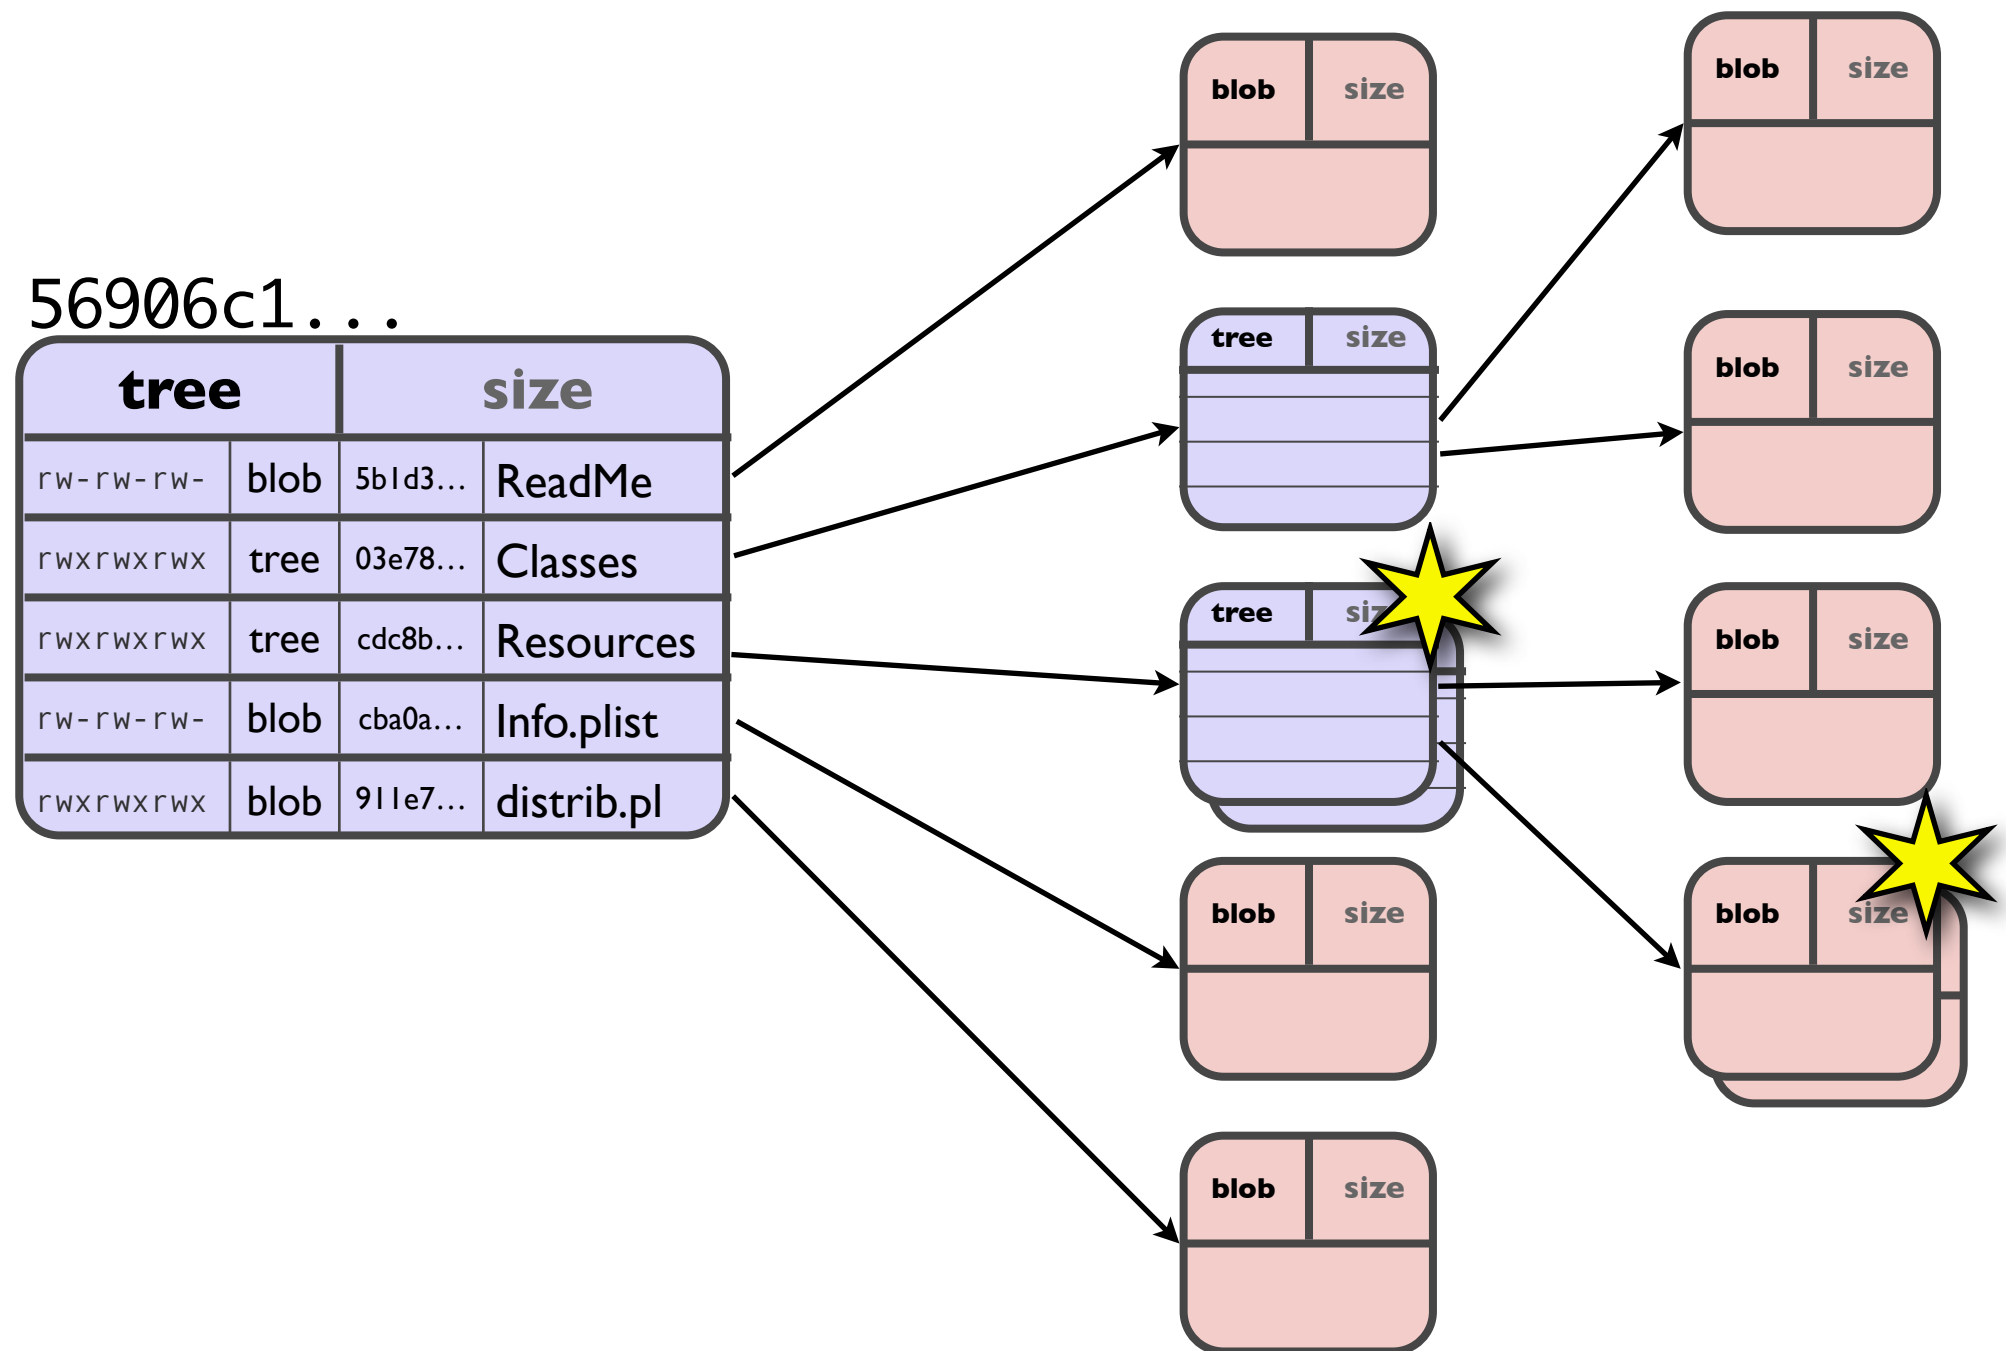 56906c1...
tree size
rw-rw-rw- blob 5b1d3... ReadMe
rwxrwxrwx tree 03e78... Classes
rwxrwxrwx tree cdc8b... Resources
rw-rw-rw- blob cba0a... Info.plist
rwxrwxrwx blob 911e7... distrib.pl
blob size
tree size
tree size
blob size
blob size
blob size
blob size
blob size
blob size